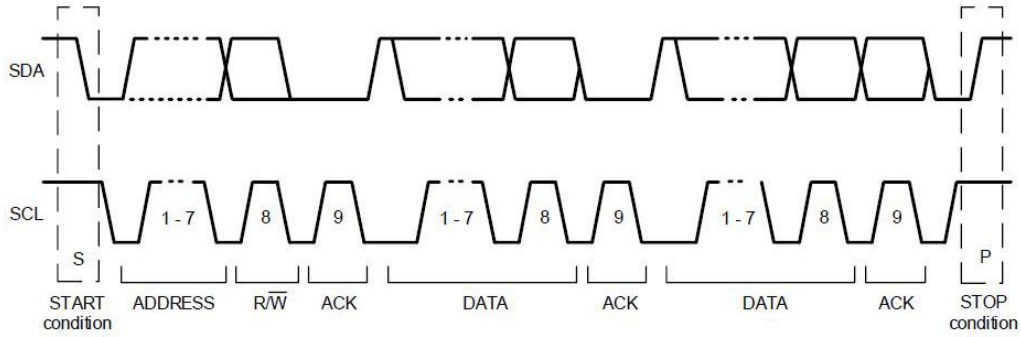 SDA
SCL
1 - 7 8 9 1 - 7 8 9 1 - 7 8 9
S P
START ADDRESS R/W̅ ACK DATA ACK DATA ACK STOP
condition condition